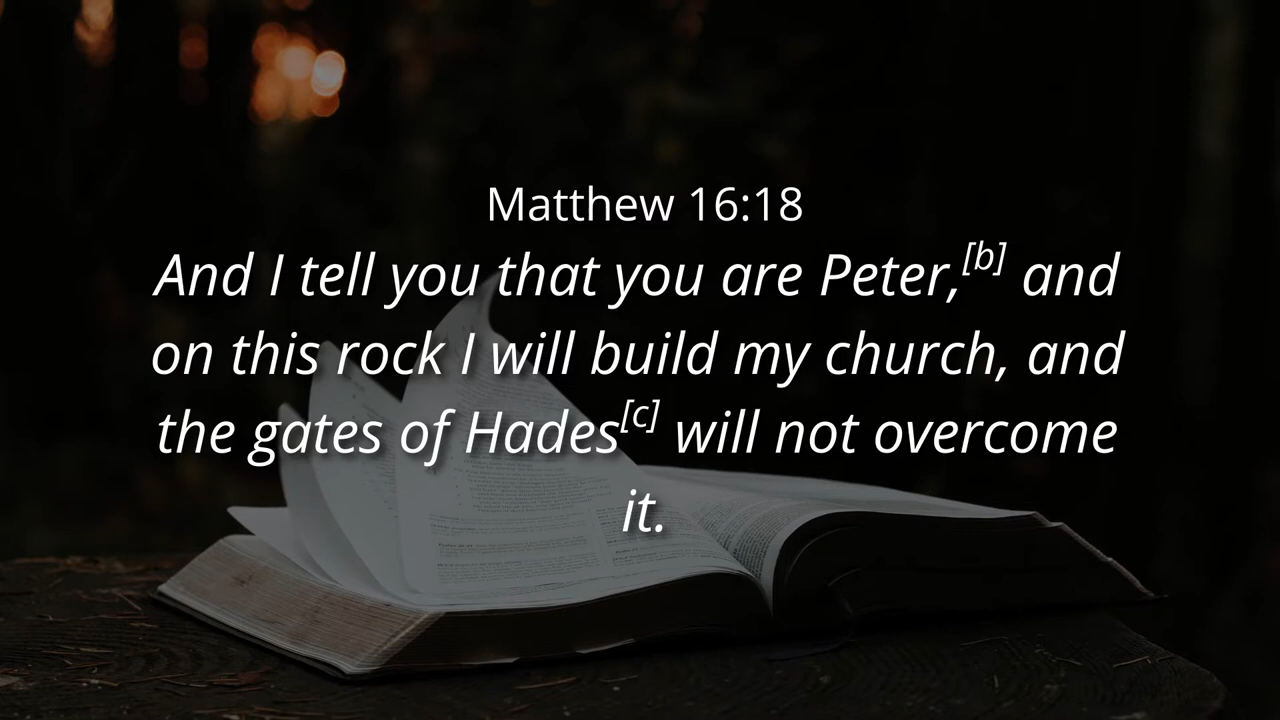 Matthew 16:18
And I tell you that you are Peter,[b] and
on this rock I will build my church, and
the gates of Hades[c] will not overcome
it.